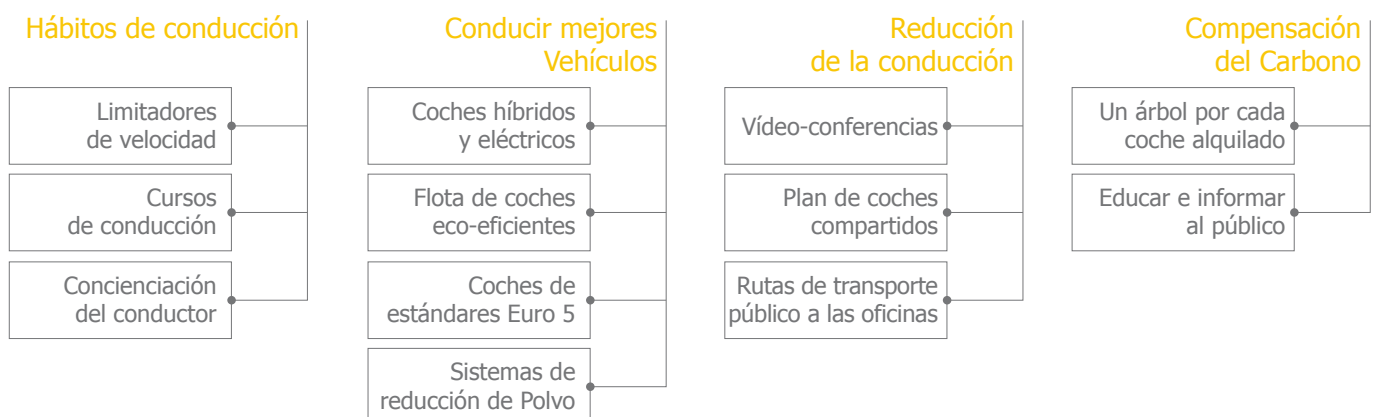 Hábitos de conducción
Limitadores
de velocidad
Cursos
de conducción
Concienciación
del conductor
Conducir mejores
Vehículos
Coches híbridos
y eléctricos
Flota de coches
eco-eficientes
Coches de
estándares Euro 5
Sistemas de
reducción de Polvo
Reducción
de la conducción
Vídeo-conferencias
Plan de coches
compartidos
Rutas de transporte
público a las oficinas
Compensación
del Carbono
Un árbol por cada
coche alquilado
Educar e informar
al público